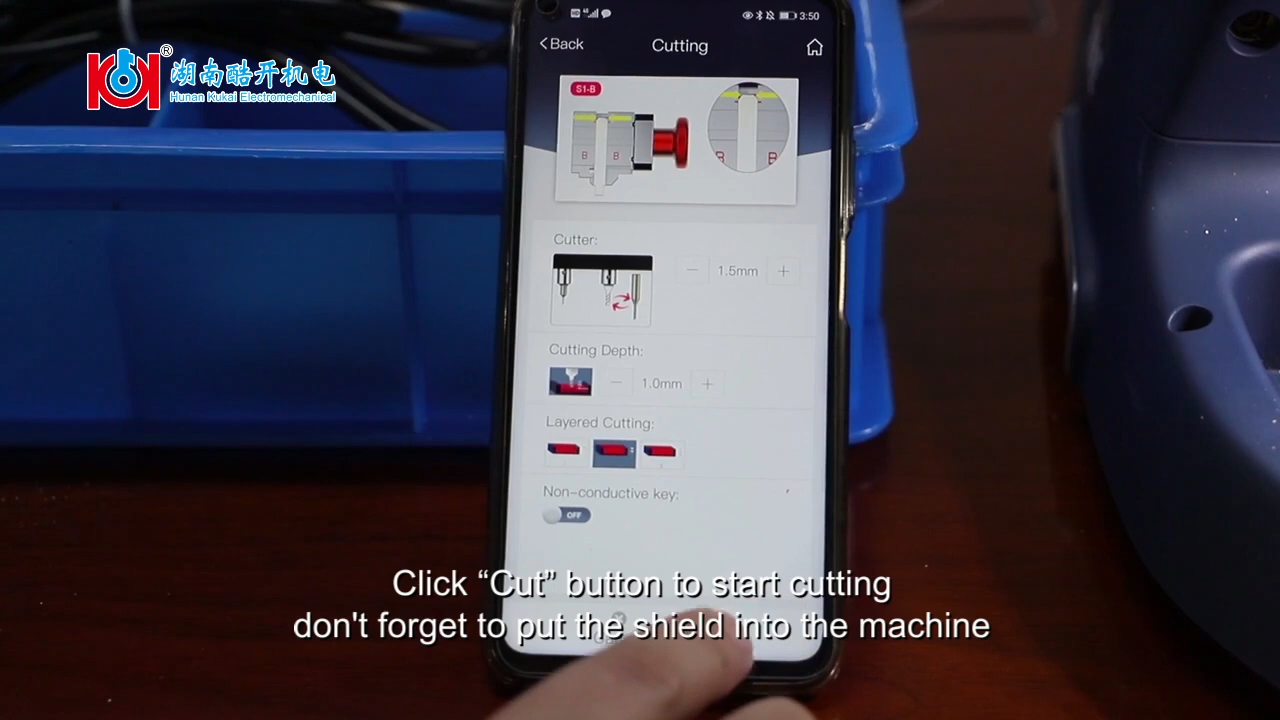 湖南酷开机电
®
Hunan Kukai Electromechanical
HD 4G 3:50
Back Cutting
S1-B
B B
B B
Cutter:
1.5mm
Cutting Depth:
1.0mm
Layered Cutting:
Non-conductive key:
OFF
Click “Cut” button to start cutting
don't forget to put the shield into the machine